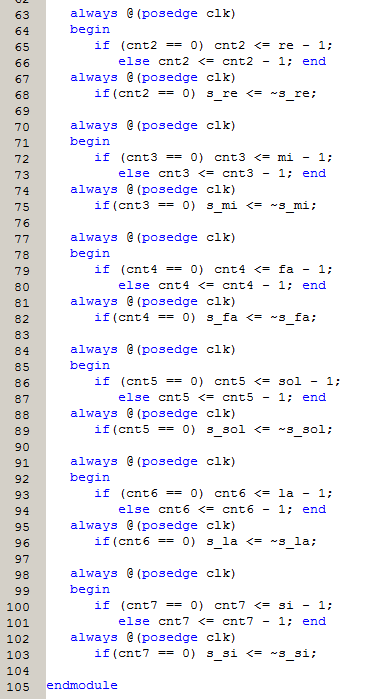 63 always @(posedge clk)
64 begin
65 if (cnt2 == 0) cnt2 <= re - 1;
66 else cnt2 <= cnt2 - 1; end
67 always @(posedge clk)
68 if(cnt2 == 0) s_re <= ~s_re;
69
70 always @(posedge clk)
71 begin
72 if (cnt3 == 0) cnt3 <= mi - 1;
73 else cnt3 <= cnt3 - 1; end
74 always @(posedge clk)
75 if(cnt3 == 0) s_mi <= ~s_mi;
76
77 always @(posedge clk)
78 begin
79 if (cnt4 == 0) cnt4 <= fa - 1;
80 else cnt4 <= cnt4 - 1; end
81 always @(posedge clk)
82 if(cnt4 == 0) s_fa <= ~s_fa;
83
84 always @(posedge clk)
85 begin
86 if (cnt5 == 0) cnt5 <= sol - 1;
87 else cnt5 <= cnt5 - 1; end
88 always @(posedge clk)
89 if(cnt5 == 0) s_sol <= ~s_sol;
90
91 always @(posedge clk)
92 begin
93 if (cnt6 == 0) cnt6 <= la - 1;
94 else cnt6 <= cnt6 - 1; end
95 always @(posedge clk)
96 if(cnt6 == 0) s_la <= ~s_la;
97
98 always @(posedge clk)
99 begin
100 if (cnt7 == 0) cnt7 <= si - 1;
101 else cnt7 <= cnt7 - 1; end
102 always @(posedge clk)
103 if(cnt7 == 0) s_si <= ~s_si;
104
105 endmodule